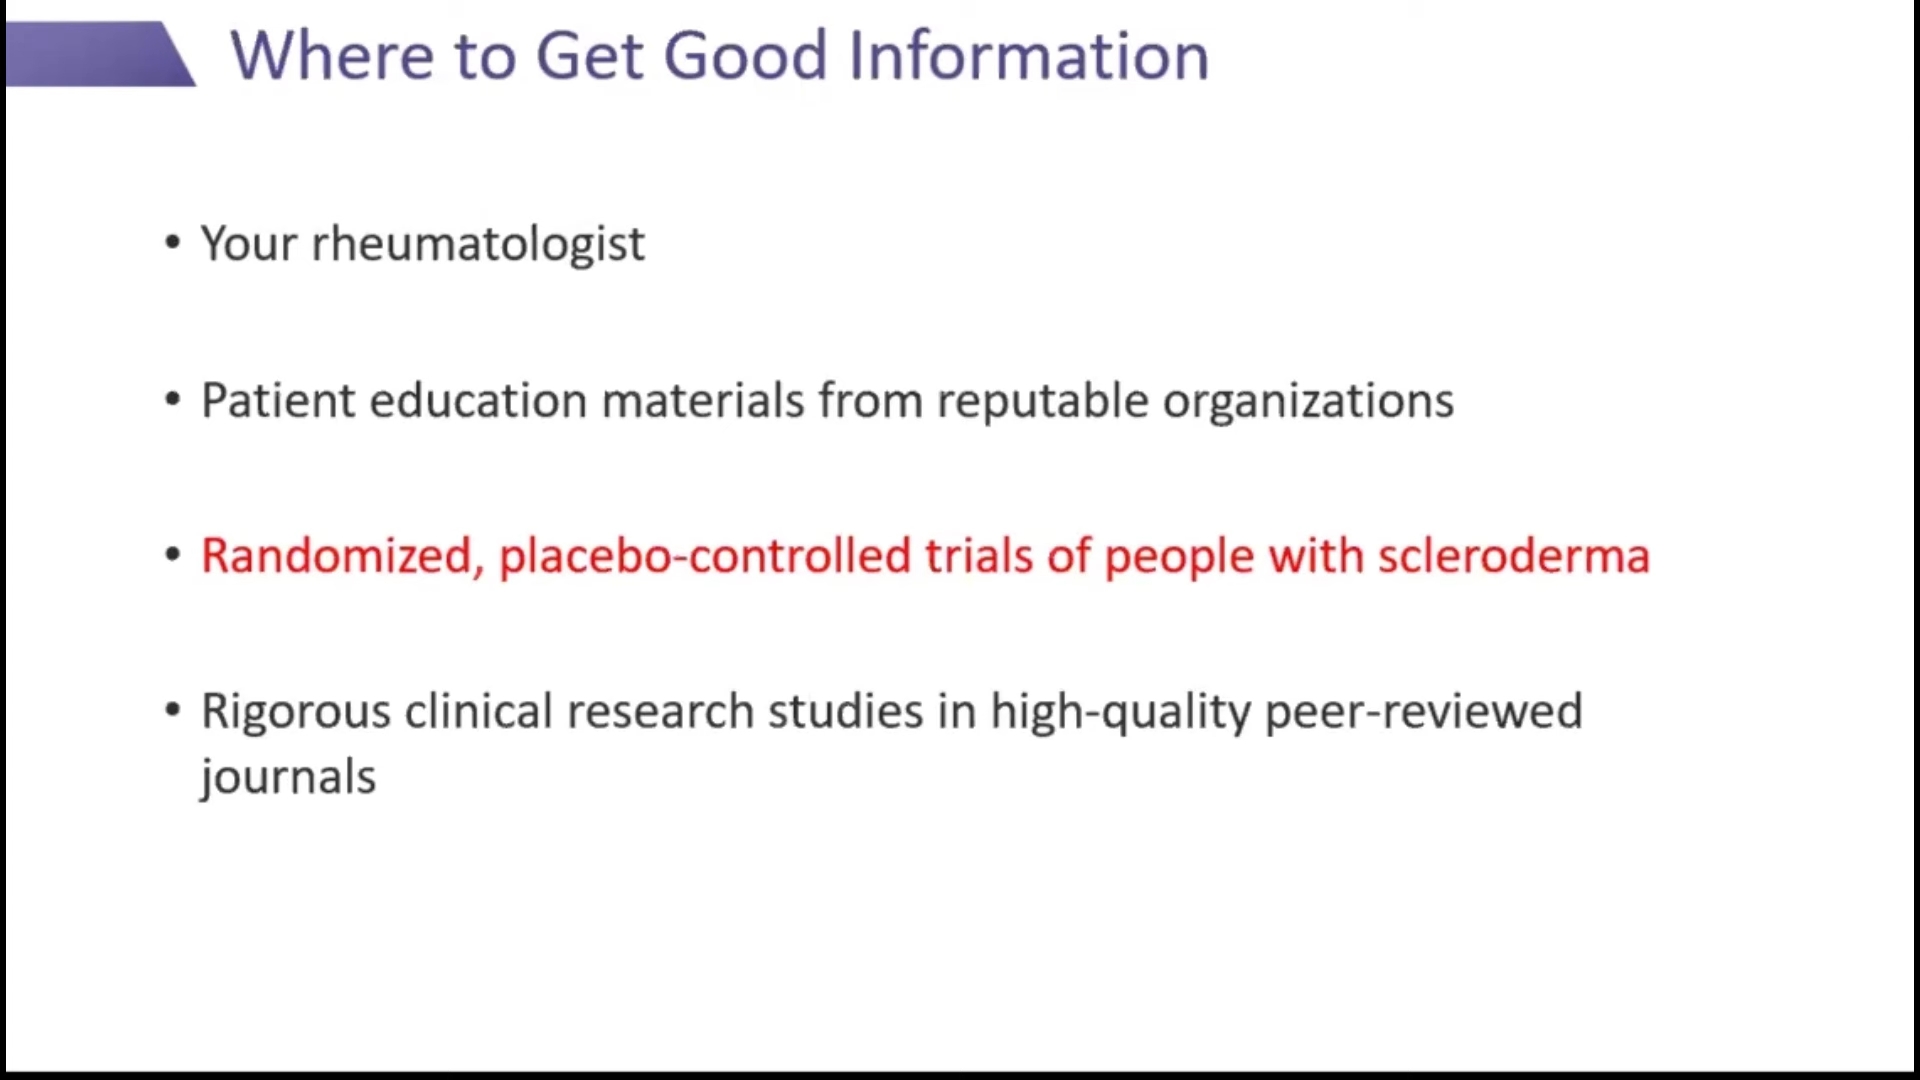 Where to Get Good Information
• Your rheumatologist
• Patient education materials from reputable organizations
• Randomized, placebo-controlled trials of people with scleroderma
• Rigorous clinical research studies in high-quality peer-reviewed
journals